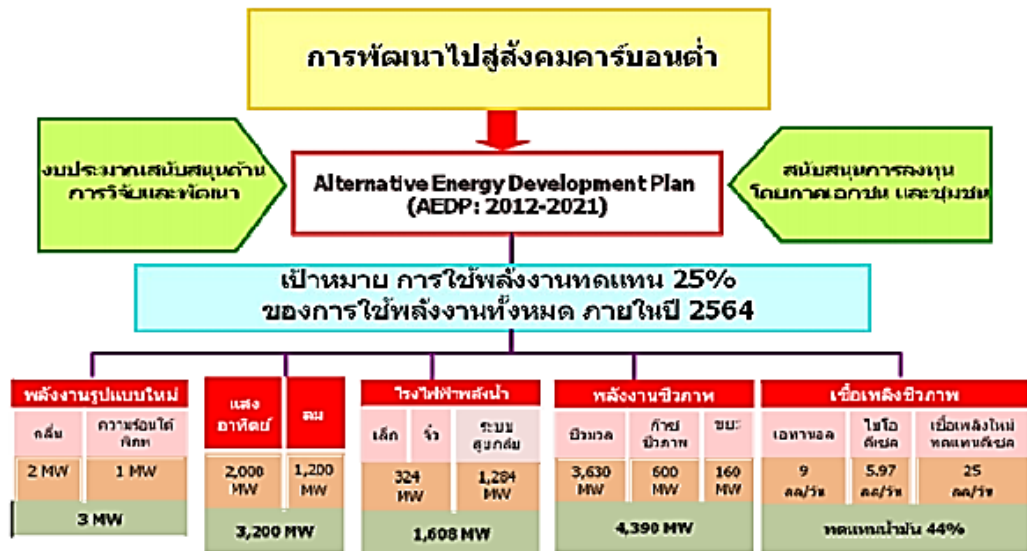 การพัฒนาไปสู่สังคมคาร์บอนต่ำ
งบประมาณสนับสนุนด้าน
การวิจัยและพัฒนา
Alternative Energy Development Plan
(AEDP: 2012-2021)
สนับสนุนการลงทุน
โดยภาคเอกชน และชุมชน
เป้าหมาย การใช้พลังงานทดแทน 25%
ของการใช้พลังงานทั้งหมด ภายในปี 2564
พลังงานรูปแบบใหม่
คลื่น
ความร้อนใต้
พิภพ
2 MW
1 MW
3 MW
แสง
อาทิตย์
ลม
2,000
MW
1,200
MW
3,200 MW
โรงไฟฟ้าพลังน้ำ
เล็ก
จิ๋ว
ระบบ
สูบกลับ
324
MW
1,284
MW
1,608 MW
พลังงานชีวภาพ
ชีวมวล
ก๊าซ
ชีวภาพ
ขยะ
3,630
MW
600
MW
160
MW
4,390 MW
เชื้อเพลิงชีวภาพ
เอทานอล
ไบโอ
ดีเซล
เชื้อเพลิงใหม่
ทดแทนดีเซล
9
ลล/วัน
5.97
ลล/วัน
25
ลล/วัน
ทดแทนน้ำมัน 44%